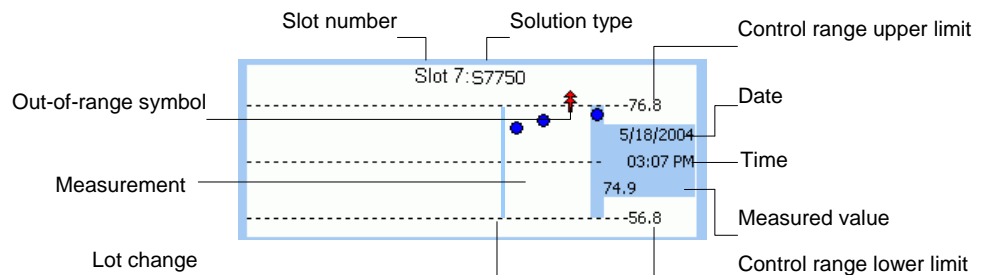 Slot number
Solution type
Control range upper limit
Slot 7: S7750
Out-of-range symbol
76.8
Date
5/18/2004
03:07 PM
Time
Measurement
74.9
Measured value
56.8
Lot change
Control range lower limit